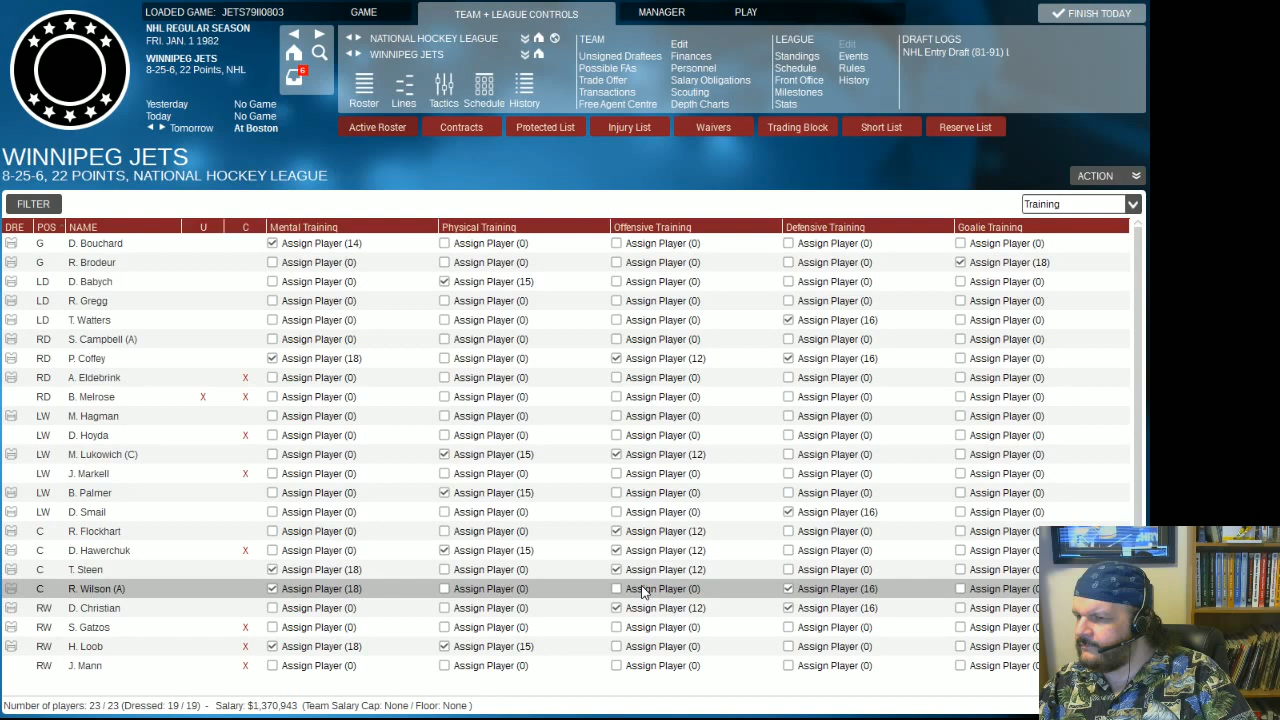 LOADED GAME: JETS79II0803
GAME
TEAM + LEAGUE CONTROLS
MANAGER
PLAY
FINISH TODAY
NHL REGULAR SEASON
FRI. JAN. 1 1982
WINNIPEG JETS
8-25-6, 22 POINTS, NHL
Yesterday No Game
Today No Game
Tomorrow At Boston
6
NATIONAL HOCKEY LEAGUE
WINNIPEG JETS
Roster Lines Tactics Schedule History
TEAM
Unsigned Draftees
Possible FAs
Trade Offer
Transactions
Free Agent Centre
Edit
Finances
Personnel
Salary Obligations
Scouting
Depth Charts
LEAGUE
Standings
Schedule
Front Office
Milestones
Stats
Edit
Events
Rules
History
DRAFT LOGS
NHL Entry Draft (81-91) L
Active Roster Contracts Protected List Injury List Waivers Trading Block Short List Reserve List
WINNIPEG JETS
8-25-6, 22 POINTS, NATIONAL HOCKEY LEAGUE
ACTION
FILTER
Training
DRE POS NAME U C Mental Training Physical Training Offensive Training Defensive Training Goalie Training
G D. Bouchard Assign Player (14) Assign Player (0) Assign Player (0) Assign Player (0) Assign Player (0)
G R. Brodeur Assign Player (0) Assign Player (0) Assign Player (0) Assign Player (0) Assign Player (18)
LD D. Babych Assign Player (0) Assign Player (15) Assign Player (0) Assign Player (0) Assign Player (0)
LD R. Gregg Assign Player (0) Assign Player (0) Assign Player (0) Assign Player (0) Assign Player (0)
LD T. Watters Assign Player (0) Assign Player (0) Assign Player (0) Assign Player (16) Assign Player (0)
RD S. Campbell (A) Assign Player (0) Assign Player (0) Assign Player (0) Assign Player (0) Assign Player (0)
RD P. Coffey Assign Player (18) Assign Player (0) Assign Player (12) Assign Player (16) Assign Player (0)
RD A. Eldebrink X Assign Player (0) Assign Player (0) Assign Player (0) Assign Player (0) Assign Player (0)
RD B. Melrose X X Assign Player (0) Assign Player (0) Assign Player (0) Assign Player (0) Assign Player (0)
LW M. Hagman Assign Player (0) Assign Player (0) Assign Player (0) Assign Player (0) Assign Player (0)
LW D. Hoyda X Assign Player (0) Assign Player (0) Assign Player (0) Assign Player (0) Assign Player (0)
LW M. Lukowich (C) Assign Player (0) Assign Player (15) Assign Player (12) Assign Player (0) Assign Player (0)
LW J. Markell X Assign Player (0) Assign Player (0) Assign Player (0) Assign Player (0) Assign Player (0)
LW B. Palmer Assign Player (0) Assign Player (15) Assign Player (0) Assign Player (0) Assign Player (0)
LW D. Smail Assign Player (0) Assign Player (0) Assign Player (0) Assign Player (16) Assign Player (0)
C R. Flockhart Assign Player (0) Assign Player (0) Assign Player (12) Assign Player (0) Assign Player (0)
C D. Hawerchuk X Assign Player (0) Assign Player (15) Assign Player (12) Assign Player (0) Assign Player (0)
C T. Steen Assign Player (18) Assign Player (0) Assign Player (12) Assign Player (0) Assign Player (0)
C R. Wilson (A) Assign Player (18) Assign Player (0) Assign Player (0) Assign Player (16) Assign Player (0)
RW D. Christian Assign Player (0) Assign Player (0) Assign Player (12) Assign Player (16) Assign Player (0)
RW S. Gatzos X Assign Player (0) Assign Player (0) Assign Player (0) Assign Player (0) Assign Player (0)
RW H. Loob X Assign Player (18) Assign Player (15) Assign Player (0) Assign Player (0) Assign Player (0)
RW J. Mann X Assign Player (0) Assign Player (0) Assign Player (0) Assign Player (0) Assign Player (0)
Number of players: 23 / 23 (Dressed: 19 / 19) - Salary: $1,370,943 (Team Salary Cap: None / Floor: None )